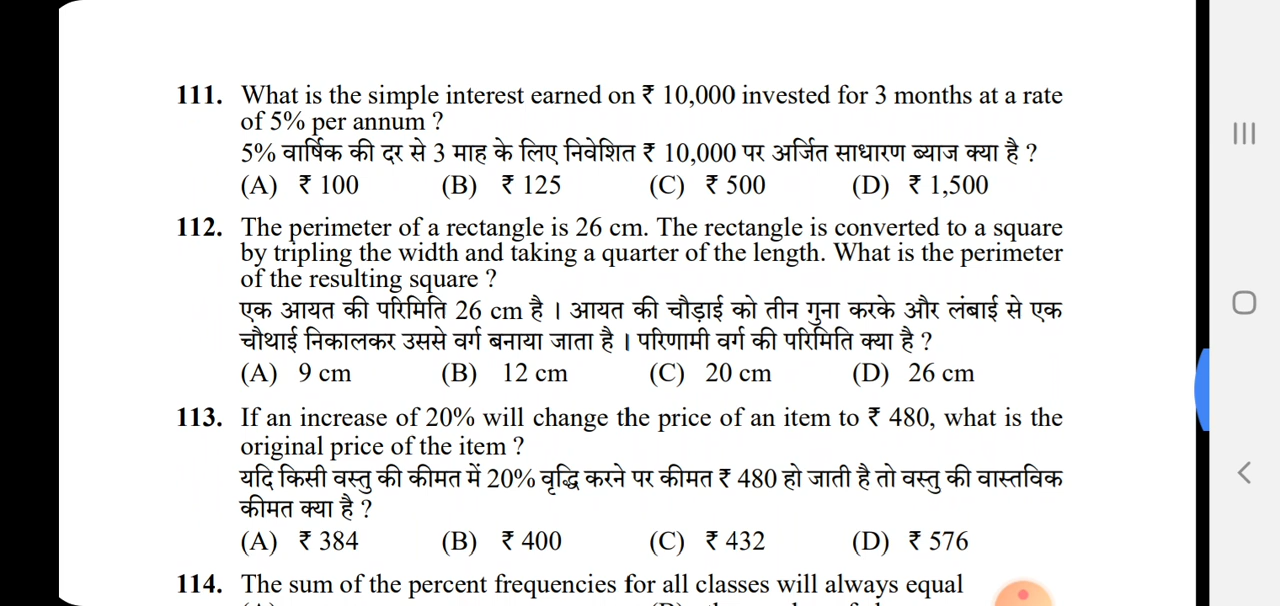 111. What is the simple interest earned on ₹ 10,000 invested for 3 months at a rate
of 5% per annum ?
5% वार्षिक की दर से 3 माह के लिए निवेशित ₹ 10,000 पर अर्जित साधारण ब्याज क्या है ?
(A) ₹ 100 (B) ₹ 125 (C) ₹ 500 (D) ₹ 1,500
112. The perimeter of a rectangle is 26 cm. The rectangle is converted to a square
by tripling the width and taking a quarter of the length. What is the perimeter
of the resulting square ?
एक आयत की परिमिति 26 cm है । आयत की चौड़ाई को तीन गुना करके और लंबाई से एक
चौथाई निकालकर उससे वर्ग बनाया जाता है । परिणामी वर्ग की परिमिति क्या है ?
(A) 9 cm (B) 12 cm (C) 20 cm (D) 26 cm
113. If an increase of 20% will change the price of an item to ₹ 480, what is the
original price of the item ?
यदि किसी वस्तु की कीमत में 20% वृद्धि करने पर कीमत ₹ 480 हो जाती है तो वस्तु की वास्तविक
कीमत क्या है ?
(A) ₹ 384 (B) ₹ 400 (C) ₹ 432 (D) ₹ 576
114. The sum of the percent frequencies for all classes will always equal